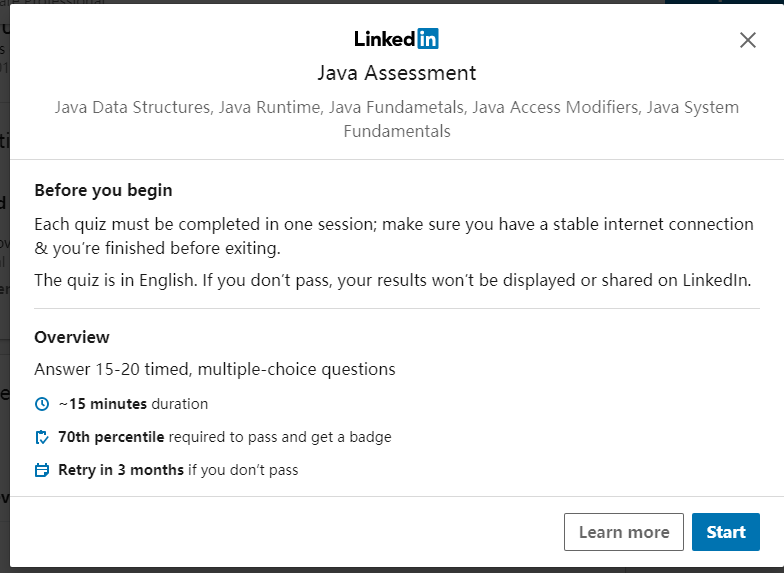 Linked in
Java Assessment
Java Data Structures, Java Runtime, Java Fundametals, Java Access Modifiers, Java System
Fundamentals
Before you begin
Each quiz must be completed in one session; make sure you have a stable internet connection
& you're finished before exiting.
The quiz is in English. If you don't pass, your results won't be displayed or shared on LinkedIn.
Overview
Answer 15-20 timed, multiple-choice questions
~15 minutes duration
70th percentile required to pass and get a badge
Retry in 3 months if you don't pass
Learn more
Start